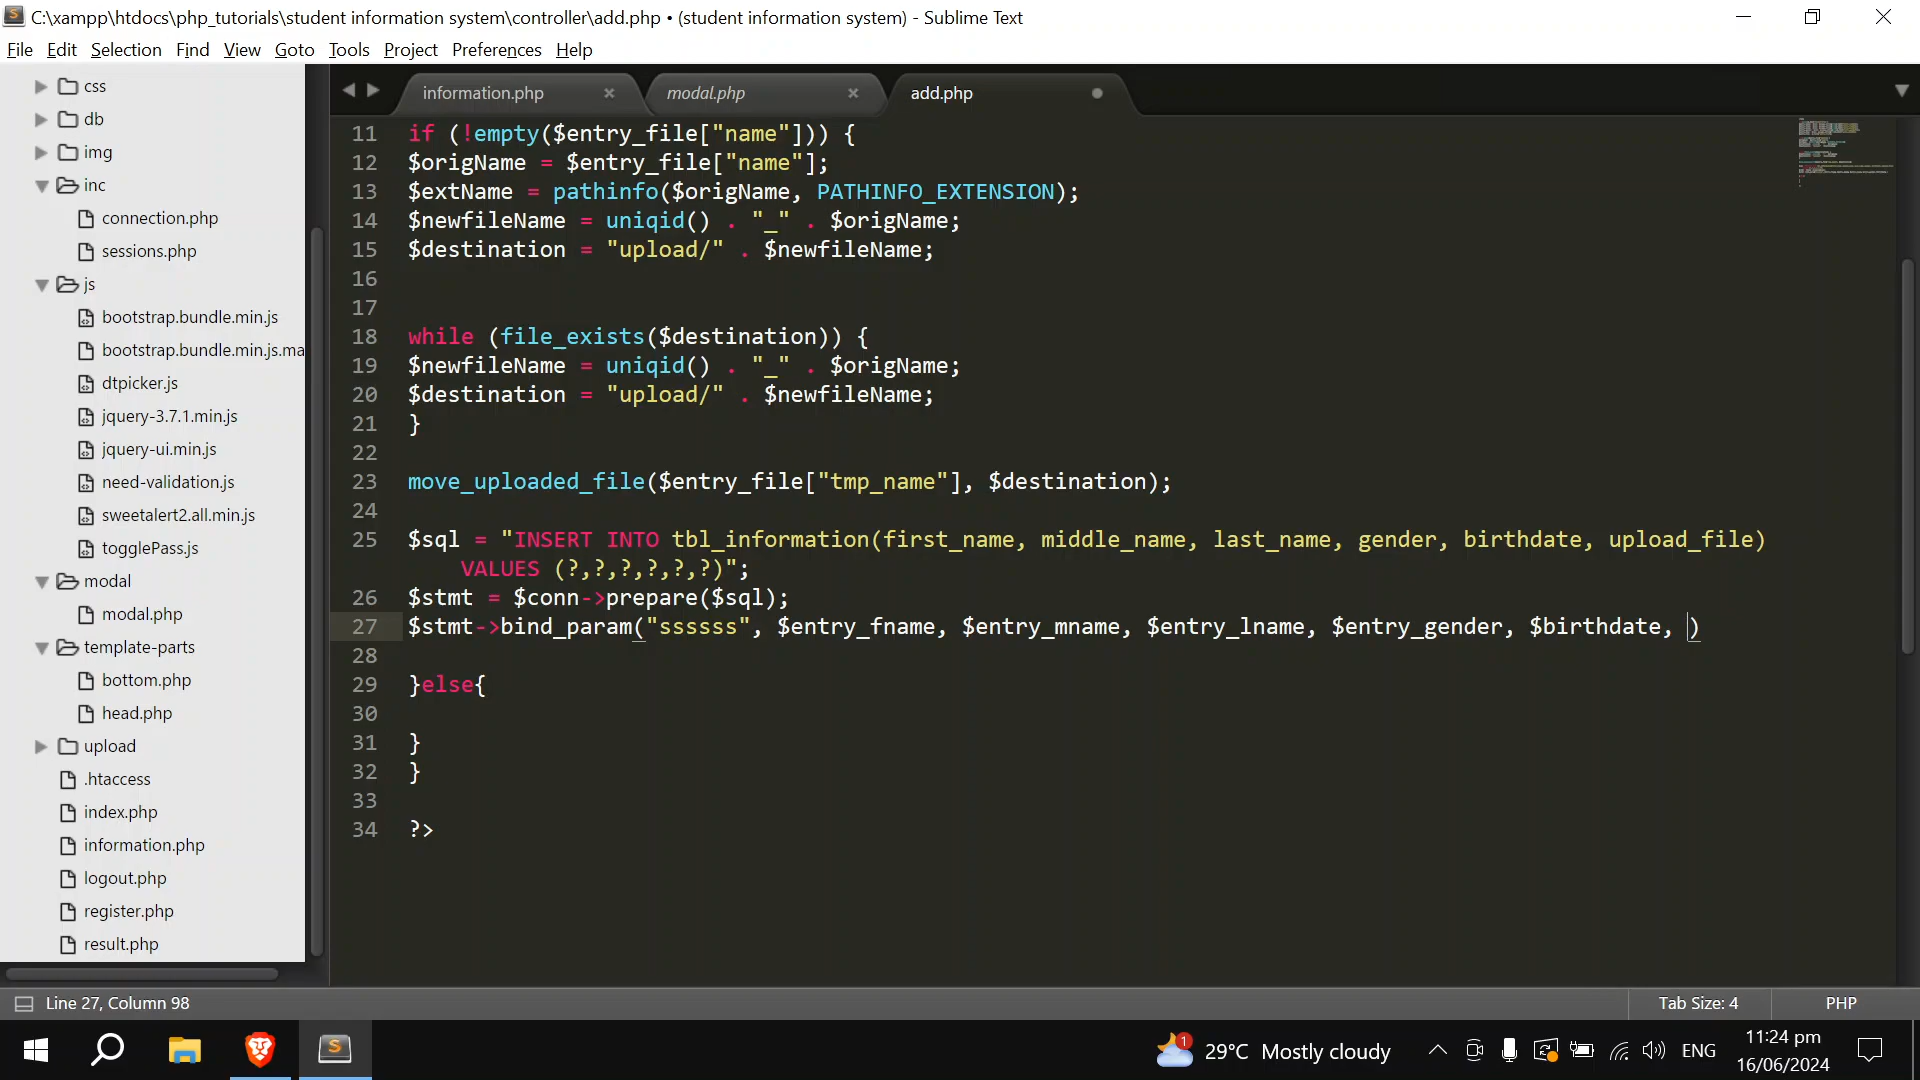 C:\xampp\htdocs\php_tutorials\student information system\controller\add.php • (student information system) - Sublime Text
File Edit Selection Find View Goto Tools Project Preferences Help
css
db
img
inc
connection.php
sessions.php
js
bootstrap.bundle.min.js
bootstrap.bundle.min.js.ma
dtpicker.js
jquery-3.7.1.min.js
jquery-ui.min.js
need-validation.js
sweetalert2.all.min.js
togglePass.js
modal
modal.php
template-parts
bottom.php
head.php
upload
.htaccess
index.php
information.php
logout.php
register.php
result.php
information.php modal.php add.php
11 if (!empty($entry_file["name"])) {
12 $origName = $entry_file["name"];
13 $extName = pathinfo($origName, PATHINFO_EXTENSION);
14 $newfileName = uniqid() . "_" . $origName;
15 $destination = "upload/" . $newfileName;
16
17
18 while (file_exists($destination)) {
19 $newfileName = uniqid() . "_" . $origName;
20 $destination = "upload/" . $newfileName;
21 }
22
23 move_uploaded_file($entry_file["tmp_name"], $destination);
24
25 $sql = "INSERT INTO tbl_information(first_name, middle_name, last_name, gender, birthdate, upload_file)
VALUES (?,?,?,?,?,?)";
26 $stmt = $conn->prepare($sql);
27 $stmt->bind_param("ssssss", $entry_fname, $entry_mname, $entry_lname, $entry_gender, $birthdate, )
28
29 }else{
30
31 }
32 }
33
34 ?>
Line 27, Column 98 Tab Size: 4 PHP
1 29°C Mostly cloudy ENG 11:24 pm
16/06/2024